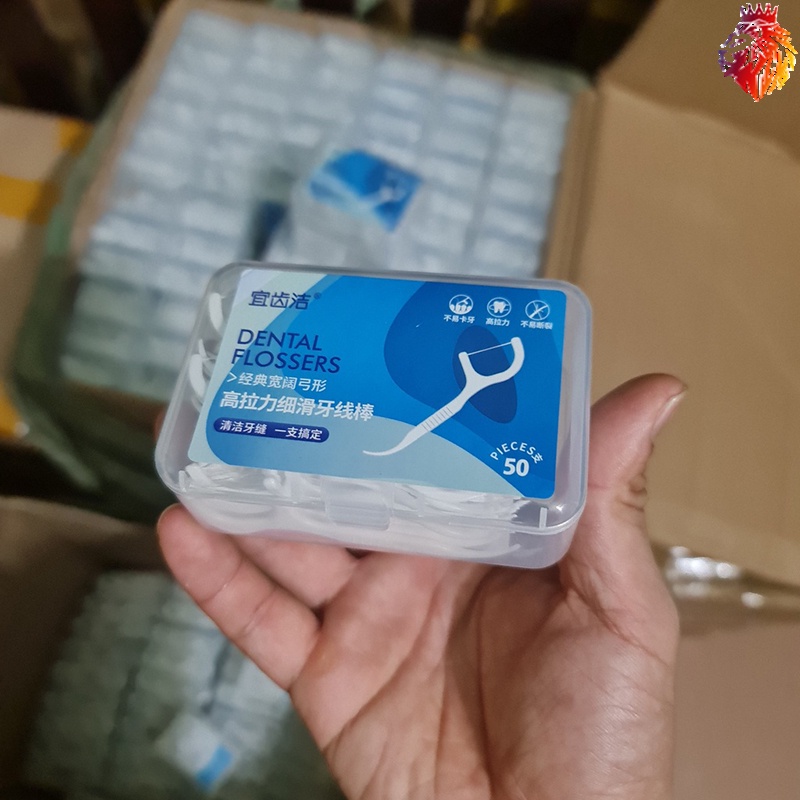 宜齿洁®
DENTAL
FLOSSERS
>经典宽阔弓形
高拉力细滑牙线棒
清洁牙缝 一支搞定
不易卡牙
高拉力
不易断裂
PIECES支
50